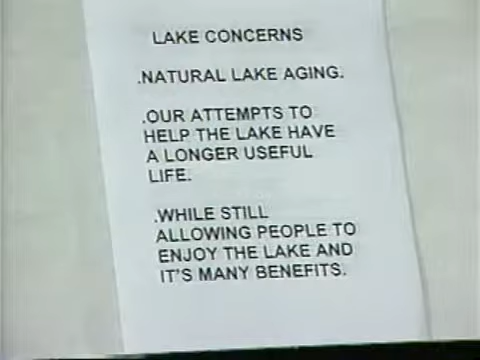 LAKE CONCERNS
.NATURAL LAKE AGING.
.OUR ATTEMPTS TO
HELP THE LAKE HAVE
A LONGER USEFUL
LIFE.
.WHILE STILL
ALLOWING PEOPLE TO
ENJOY THE LAKE AND
IT'S MANY BENEFITS.